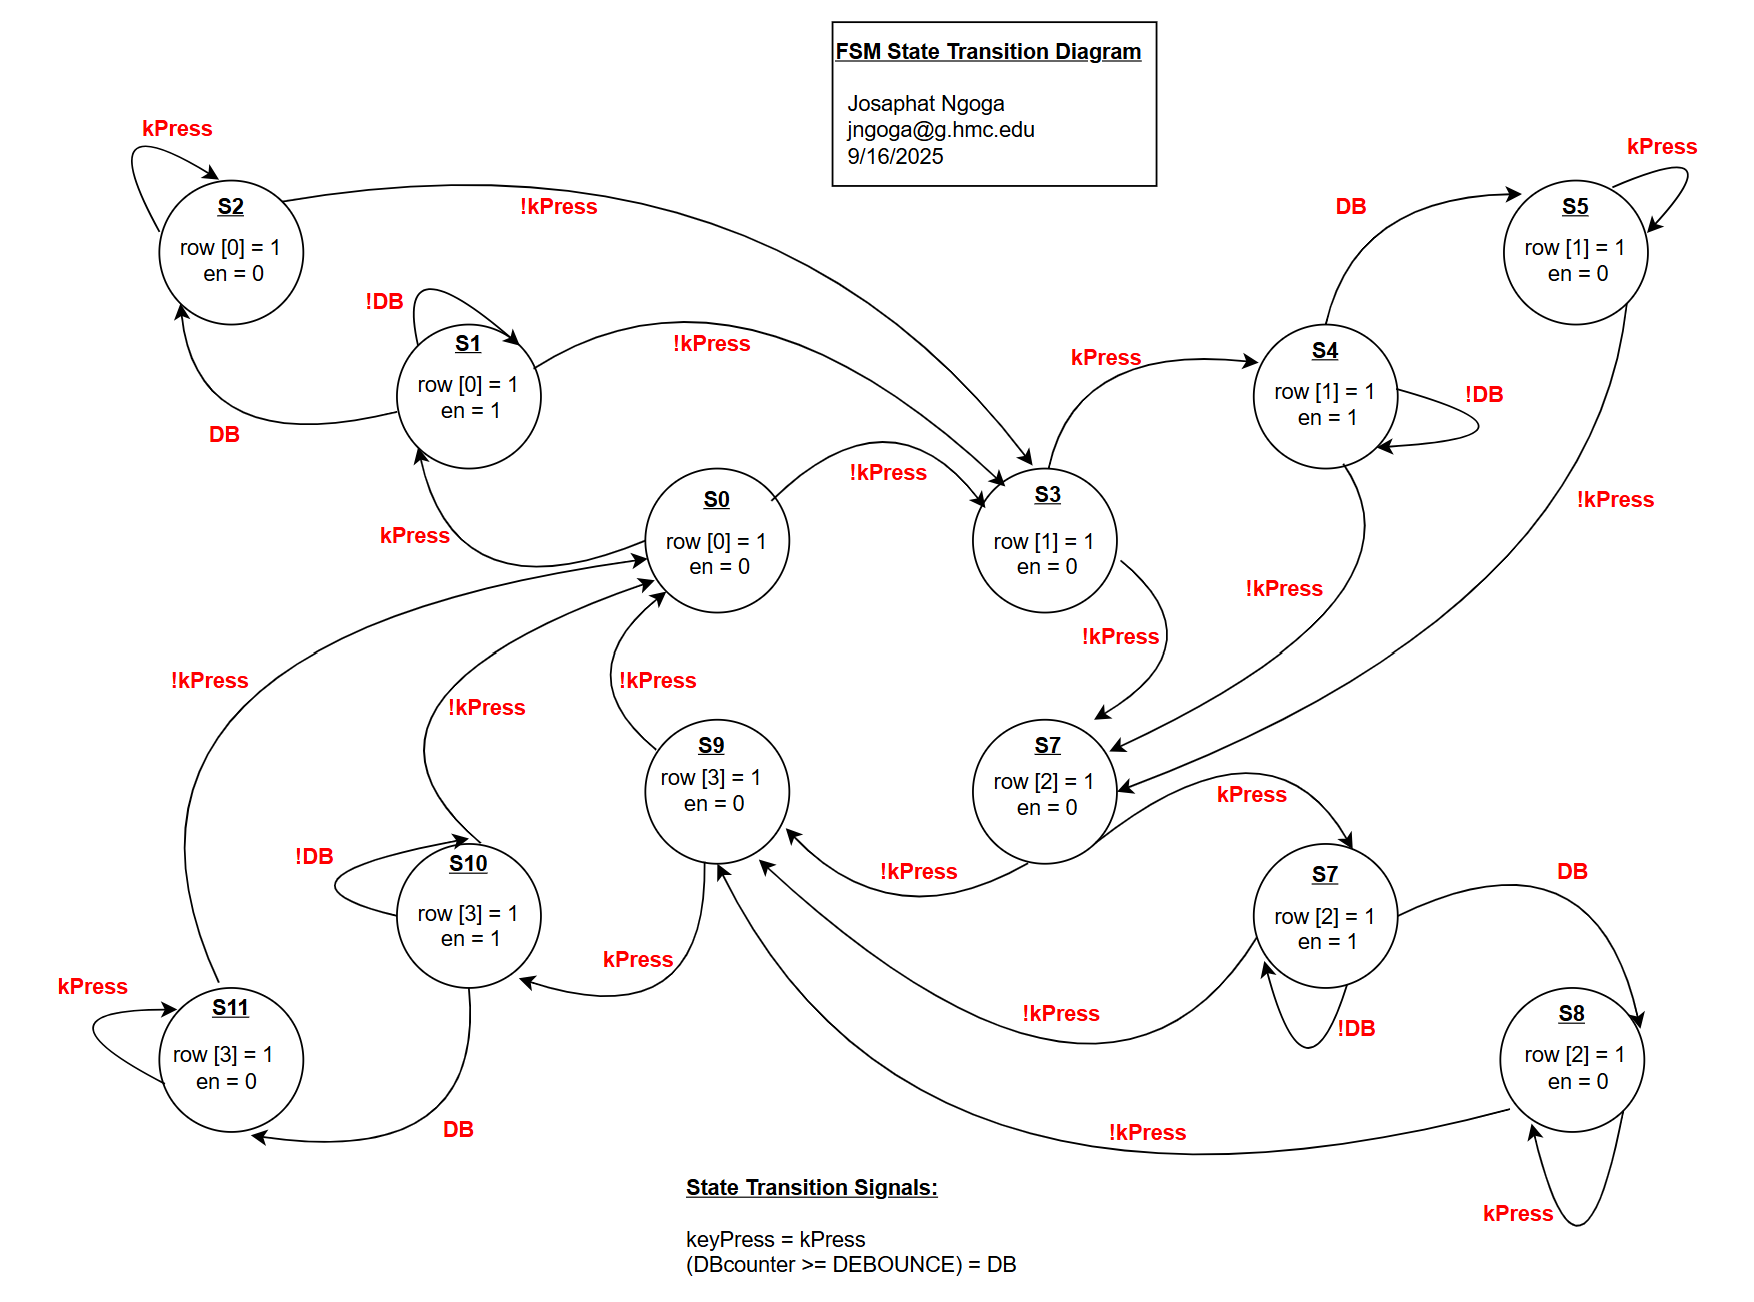 FSM State Transition Diagram
Josaphat Ngoga
jngoga@g.hmc.edu
9/16/2025
kPress
S2
row [0] = 1
en = 0
!kPress
!DB
S1
row [0] = 1
en = 1
!kPress
DB
kPress
S0
row [0] = 1
en = 0
!kPress
S3
row [1] = 1
en = 0
kPress
S4
row [1] = 1
en = 1
!DB
DB
kPress
S5
row [1] = 1
en = 0
!kPress
!kPress
!kPress
!kPress
!kPress
!kPress
S9
row [3] = 1
en = 0
S7
row [2] = 1
en = 0
kPress
!kPress
!DB
S10
row [3] = 1
en = 1
kPress
S7
row [2] = 1
en = 1
DB
!kPress
!DB
kPress
S11
row [3] = 1
en = 0
DB
S8
row [2] = 1
en = 0
!kPress
kPress
State Transition Signals:
keyPress = kPress
(DBcounter >= DEBOUNCE) = DB